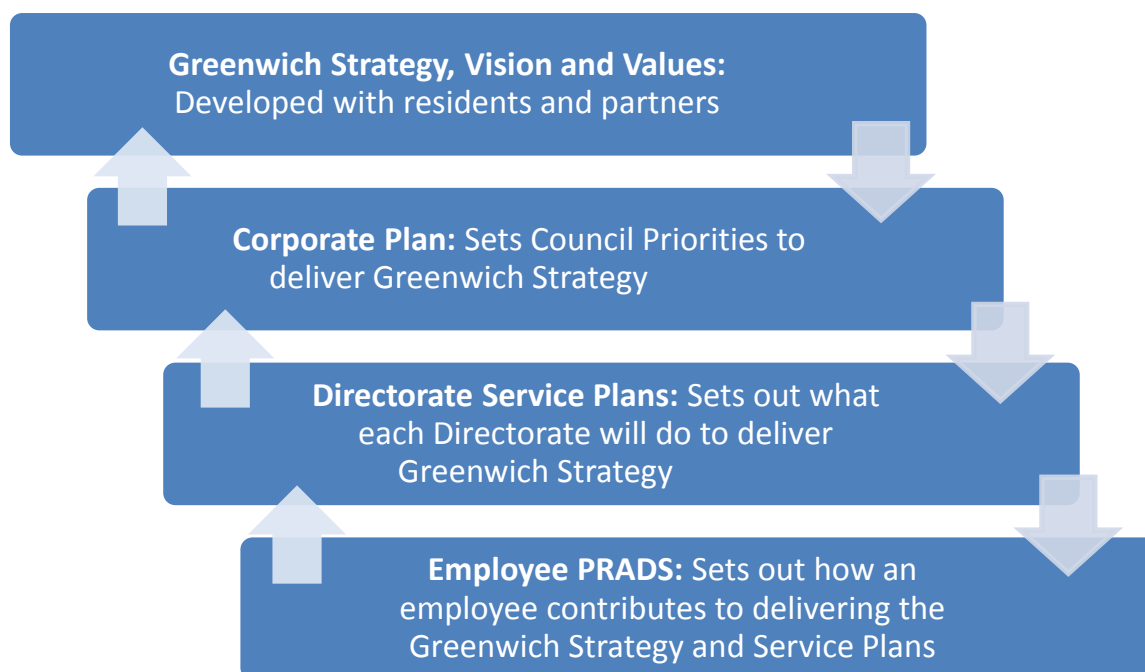 Greenwich Strategy, Vision and Values:
Developed with residents and partners
Corporate Plan: Sets Council Priorities to
deliver Greenwich Strategy
Directorate Service Plans: Sets out what
each Directorate will do to deliver
Greenwich Strategy
Employee PRADS: Sets out how an
employee contributes to delivering the
Greenwich Strategy and Service Plans